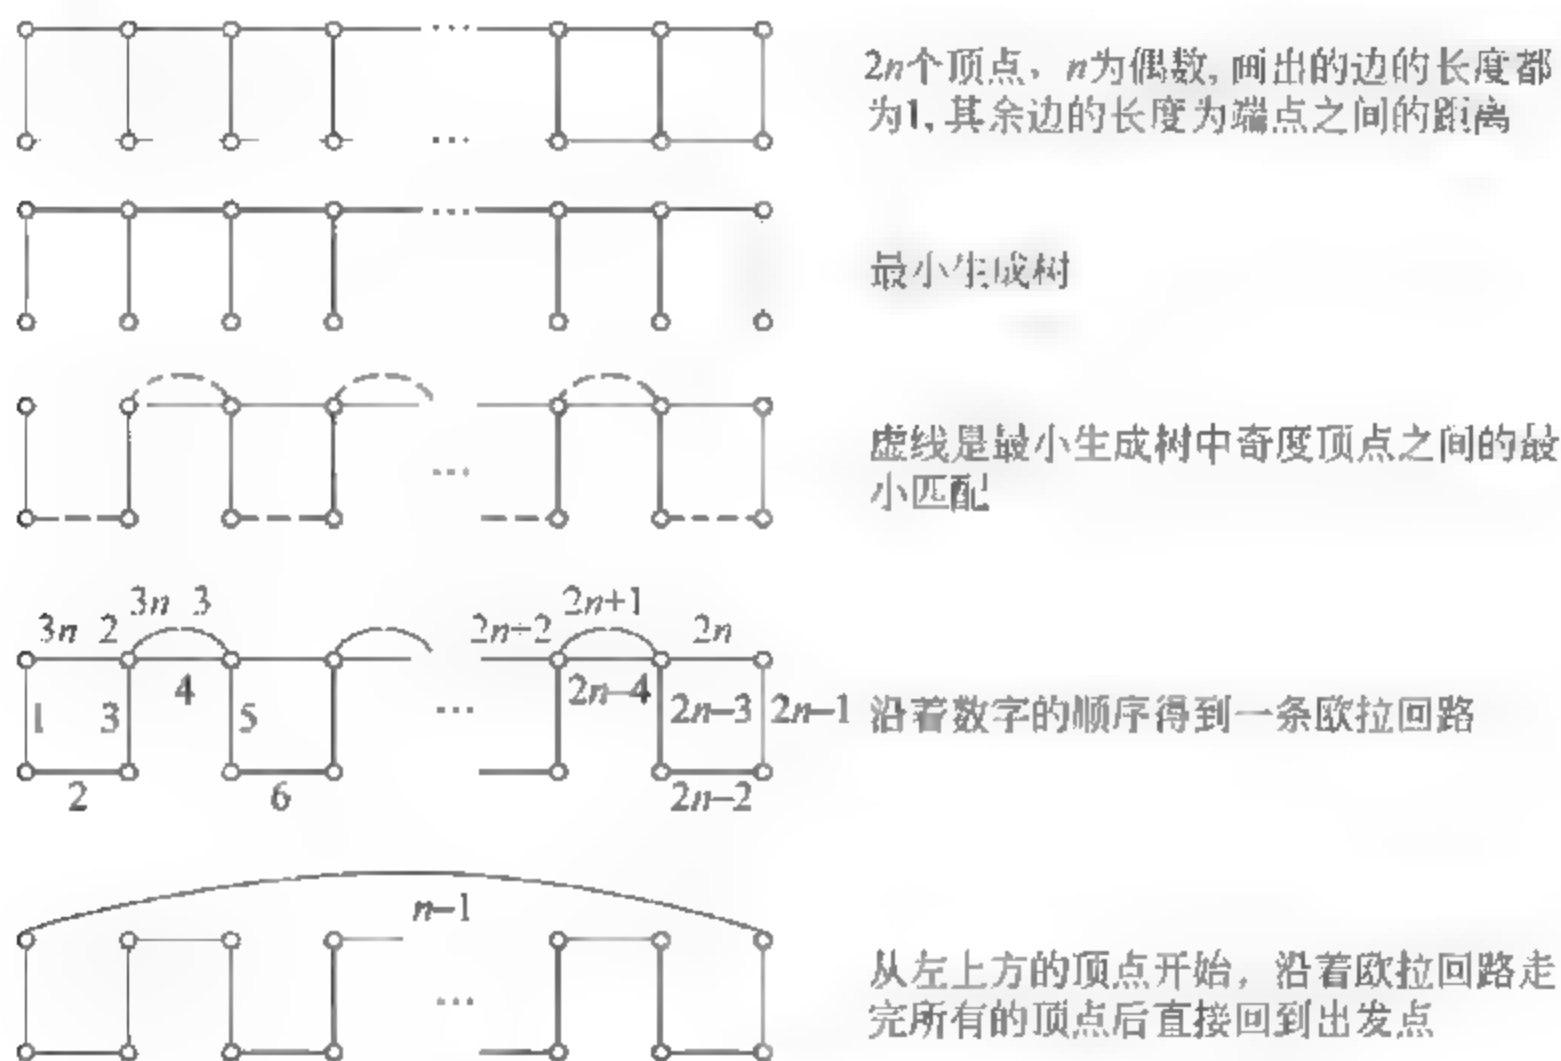 ...
2n个顶点，n为偶数, 画出的边的长度都
为1, 其余边的长度为端点之间的距离
...
...
最小生成树
虚线是最小生成树中奇度顶点之间的最
小匹配
...
3n 3
3n 2
2n+2
2n+1
2n
4
2n-4
1
3
5
...
2n-3
2n-1
沿着数字的顺序得到一条欧拉回路
2
6
2n-2
n-1
从左上方的顶点开始，沿着欧拉回路走
完所有的顶点后直接回到出发点
...